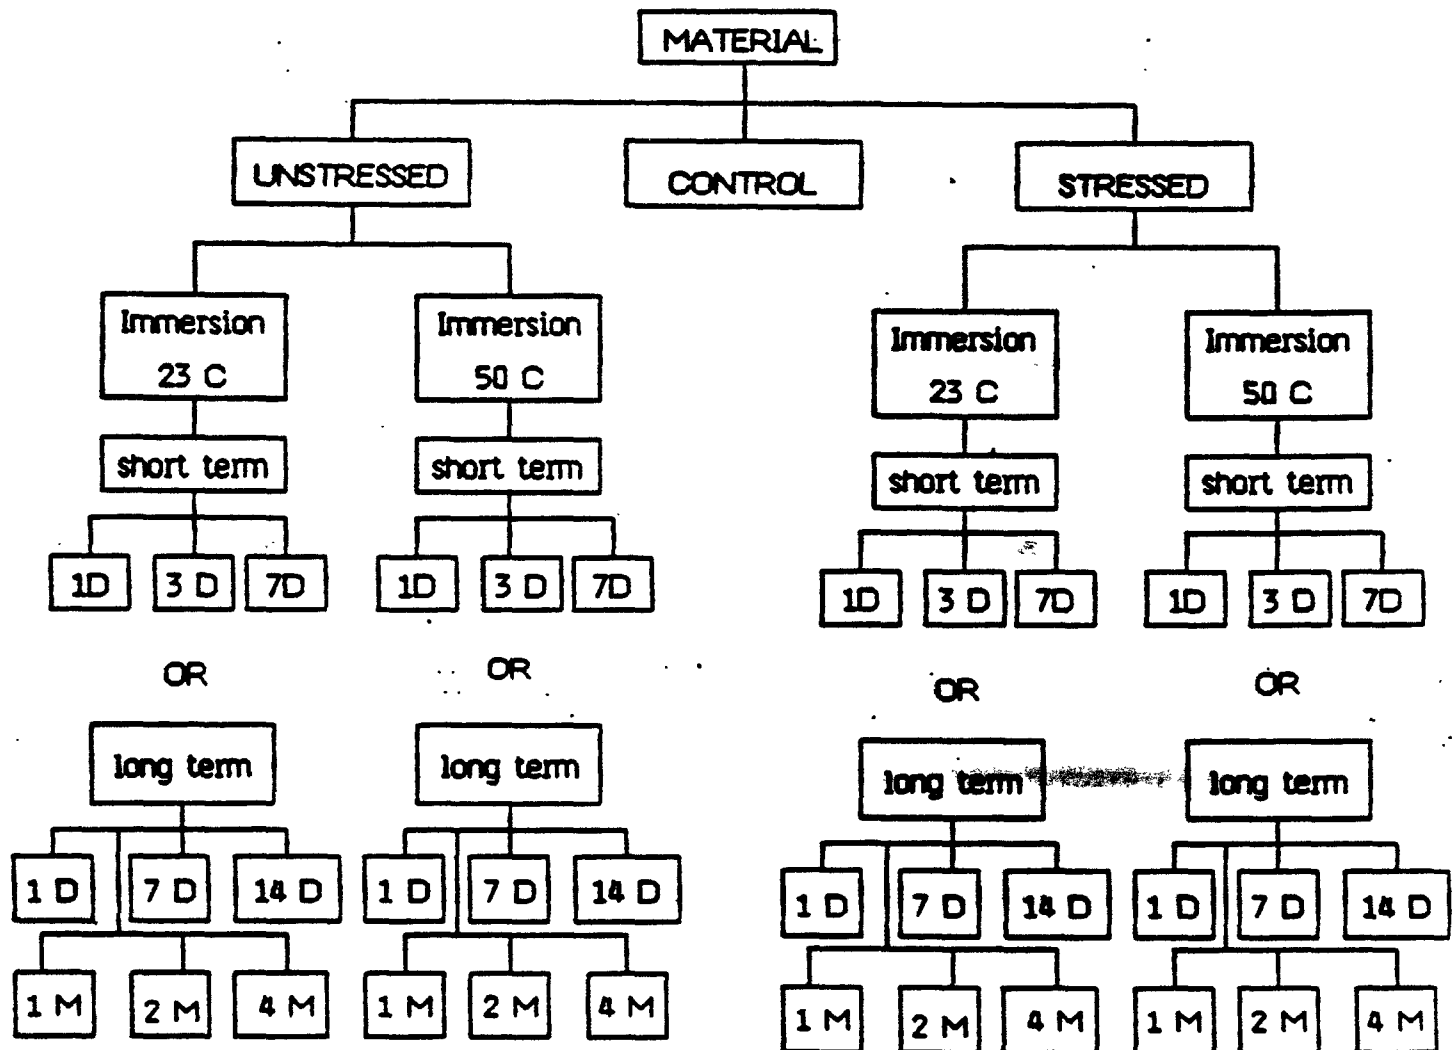 MATERIAL
UNSTRESSED CONTROL STRESSED
Immersion Immersion Immersion Immersion
23 C 50 C 23 C 50 C
short term short term short term short term
1D 3 D 7D 1D 3 D 7D 1D 3 D 7D 1D 3 D 7D
OR OR OR OR
long term long term long term long term
1 D 7 D 14 D 1 D 7 D 14 D 1 D 7 D 14 D 1 D 7 D 14 D
1 M 2 M 4 M 1 M 2 M 4 M 1 M 2 M 4 M 1 M 2 M 4 M